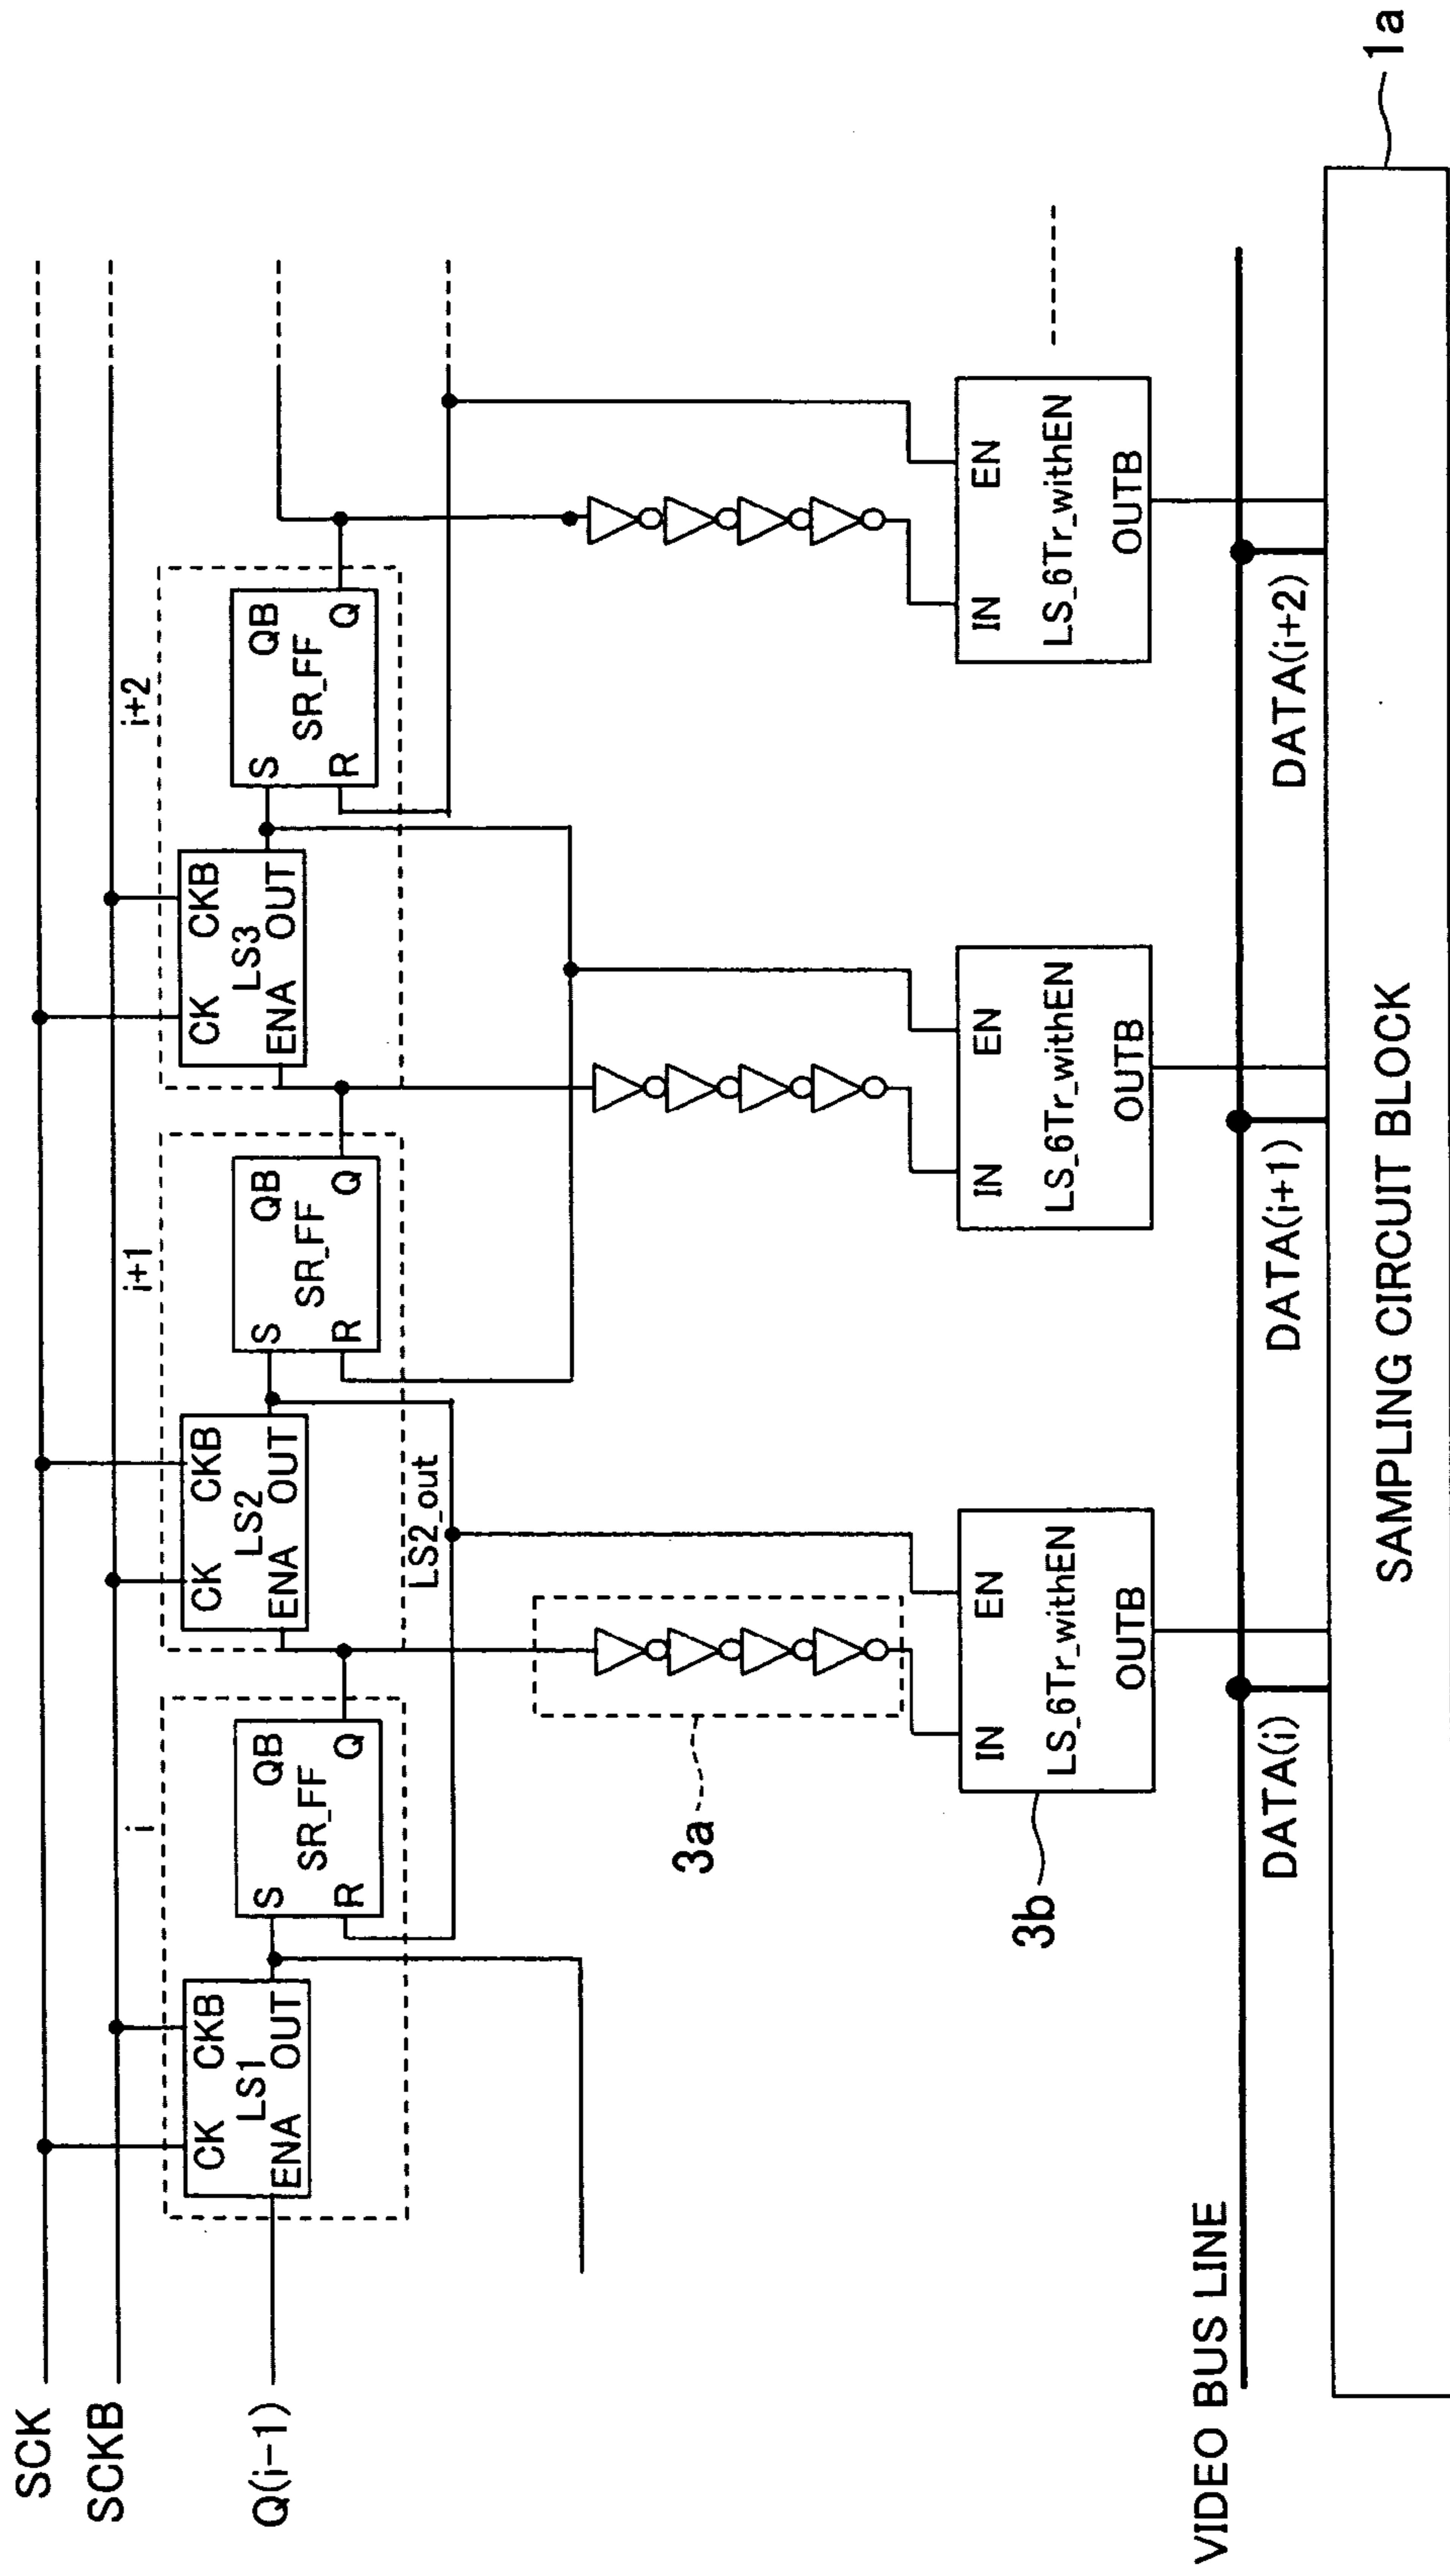 SCK
SCKB
Q(i-1)
i
i+1
i+2
CK
CKB
LS1
ENA
OUT
S
QB
SR_FF
R
Q
CK
CKB
LS2
ENA
OUT
S
QB
SR_FF
R
Q
CK
CKB
LS3
ENA
OUT
S
QB
SR_FF
R
Q
LS2_out
3a
3b
IN
EN
LS_6Tr_withEN
OUTB
IN
EN
LS_6Tr_withEN
OUTB
IN
EN
LS_6Tr_withEN
OUTB
VIDEO BUS LINE
DATA(i)
DATA(i+1)
DATA(i+2)
SAMPLING CIRCUIT BLOCK
1a